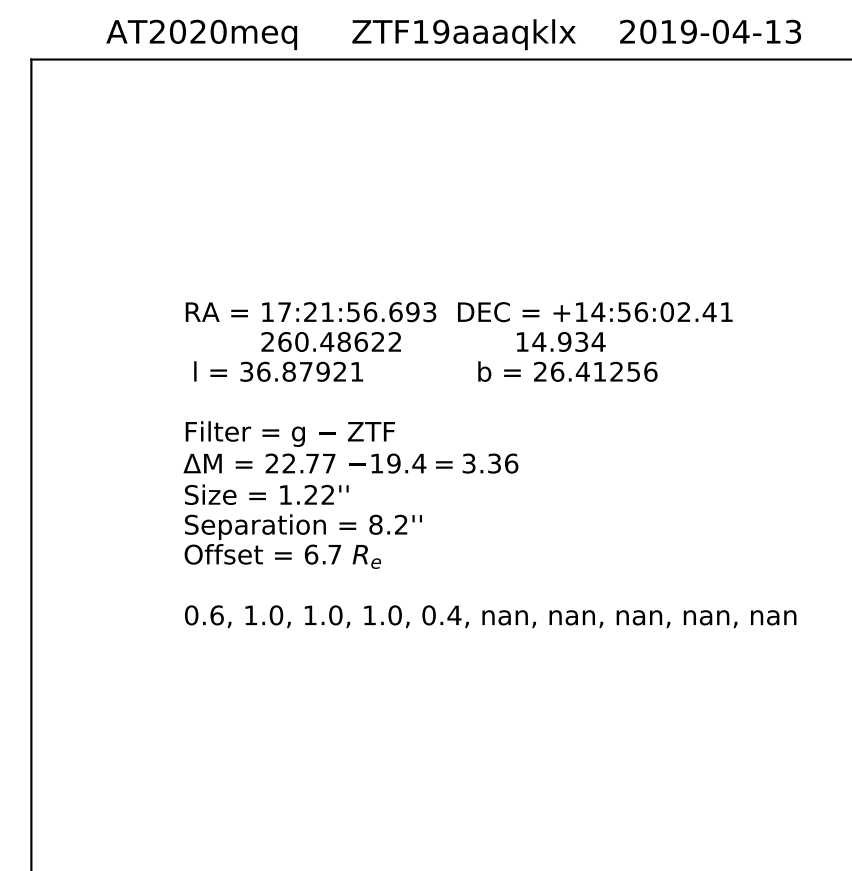 AT2020meq ZTF19aaaqklx 2019-04-13
RA = 17:21:56.693 DEC = +14:56:02.41
260.48622 14.934
l = 36.87921 b = 26.41256
Filter = g − ZTF
ΔM = 22.77 −19.4 = 3.36
Size = 1.22''
Separation = 8.2''
Offset = 6.7 Re
0.6, 1.0, 1.0, 1.0, 0.4, nan, nan, nan, nan, nan